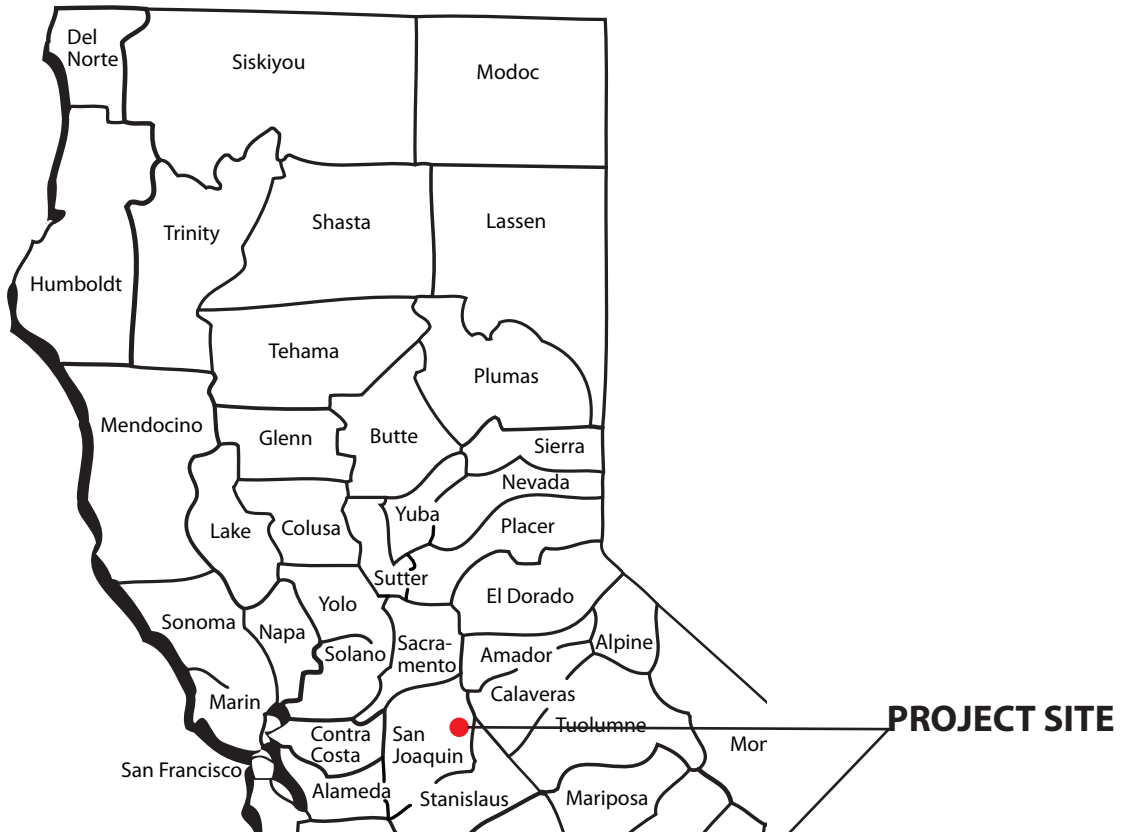 Del
Norte
Siskiyou
Modoc
Trinity
Shasta
Lassen
Humboldt
Tehama
Plumas
Mendocino
Glenn
Butte
Sierra
Nevada
Lake
Colusa
Yuba
Placer
Sutter
El Dorado
Yolo
Sonoma
Napa
Solano
Sacra-
mento
Amador
Alpine
Marin
Calaveras
Contra
Costa
San
Joaquin
Tuolumne
PROJECT SITE
Mor
San Francisco
Alameda
Stanislaus
Mariposa